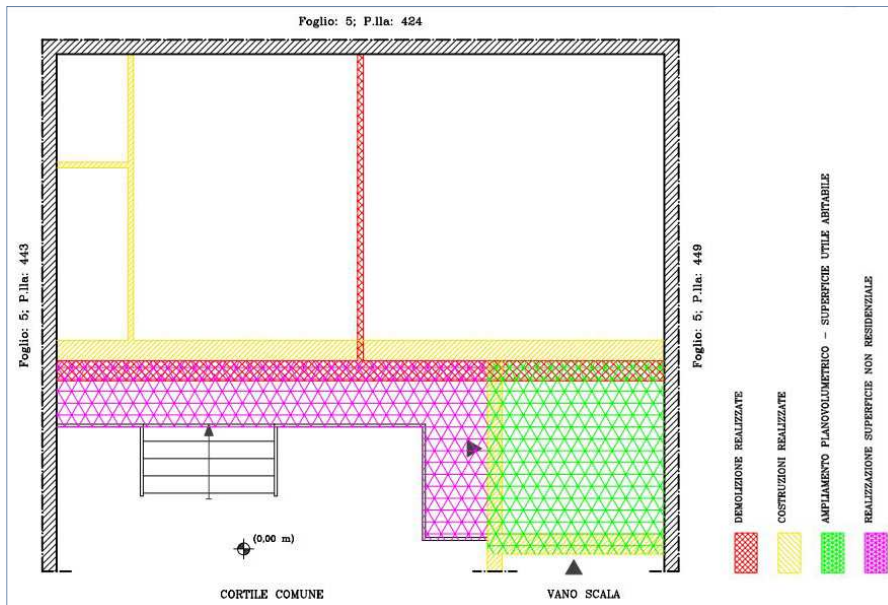 Foglio: 5; P.lla: 424
Foglio: 5; P.lla: 443
Foglio: 5; P.lla: 449
(0,00 m)
CORTILE COMUNE
VANO SCALA
DEMOLIZIONE REALIZZATE
COSTRUZIONI REALIZZATE
AMPLIAMENTO PLANOVOLUMETRICO - SUPERFICIE UTILE ABITABILE
REALIZZAZIONE SUPERFICIE NON RESIDENZIALE